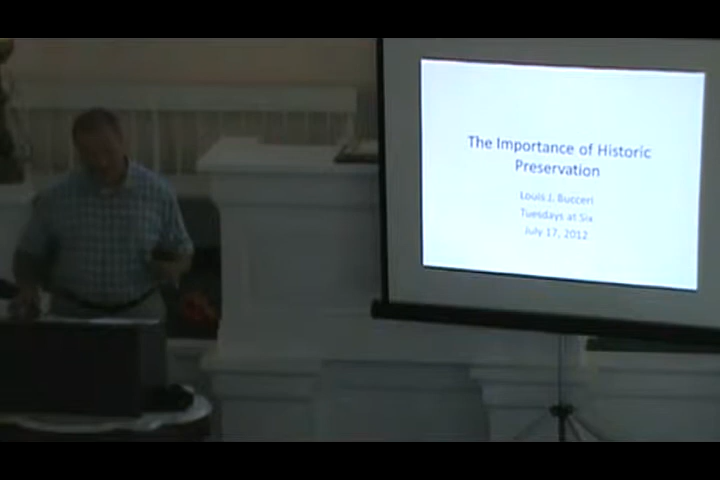 The Importance of Historic
Preservation
Louis J. Bucceri
Tuesdays at Six
July 17, 2012